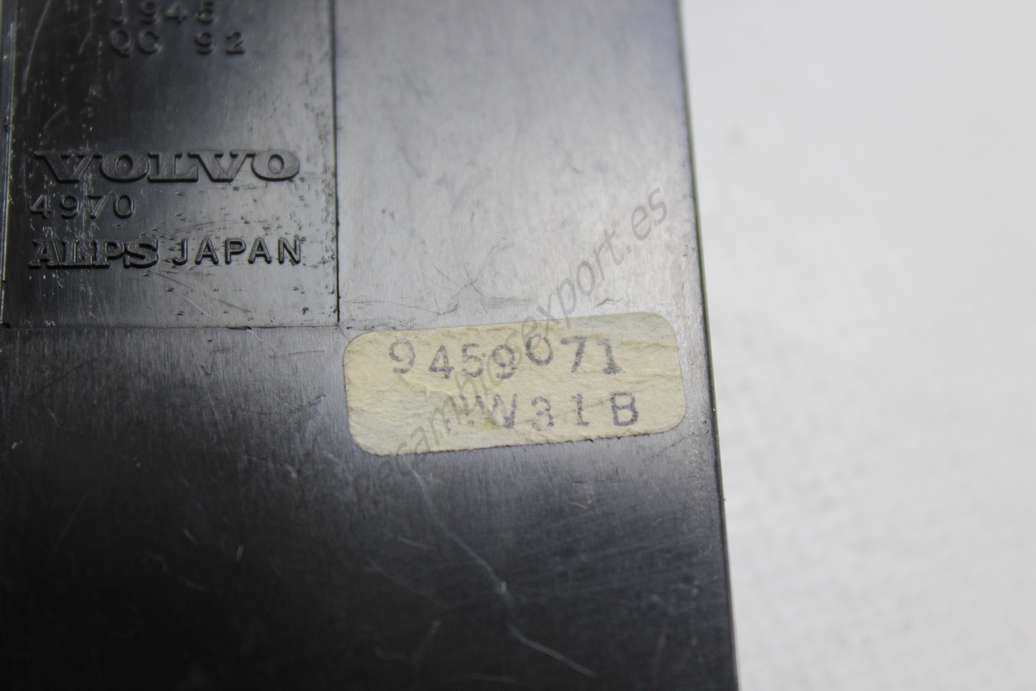 QC 92
VOLVO
4970
ALPS JAPAN
9459071
W31B